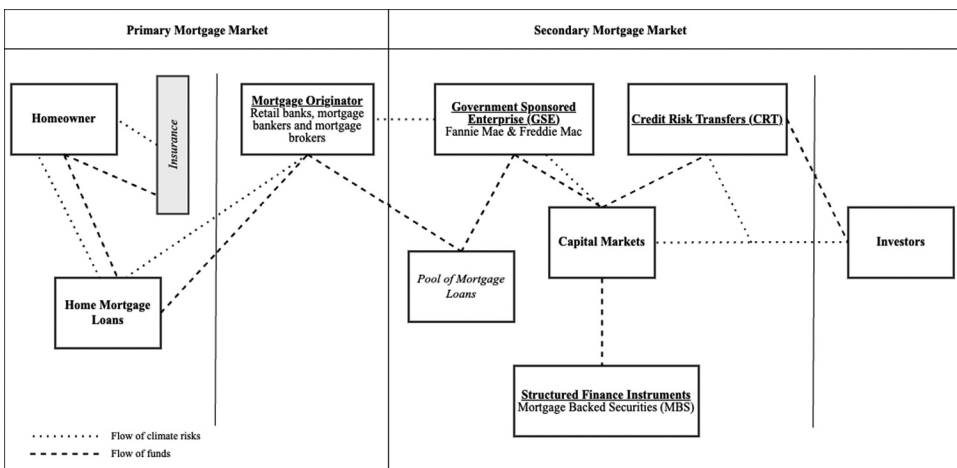 Primary Mortgage Market
Secondary Mortgage Market
Homeowner
Insurance
Mortgage Originator
Retail banks, mortgage
bankers and mortgage
brokers
Government Sponsored
Enterprise (GSE)
Fannie Mae & Freddie Mac
Credit Risk Transfers (CRT)
Capital Markets
Investors
Pool of Mortgage
Loans
Home Mortgage
Loans
Structured Finance Instruments
Mortgage Backed Securities (MBS)
Flow of climate risks
Flow of funds